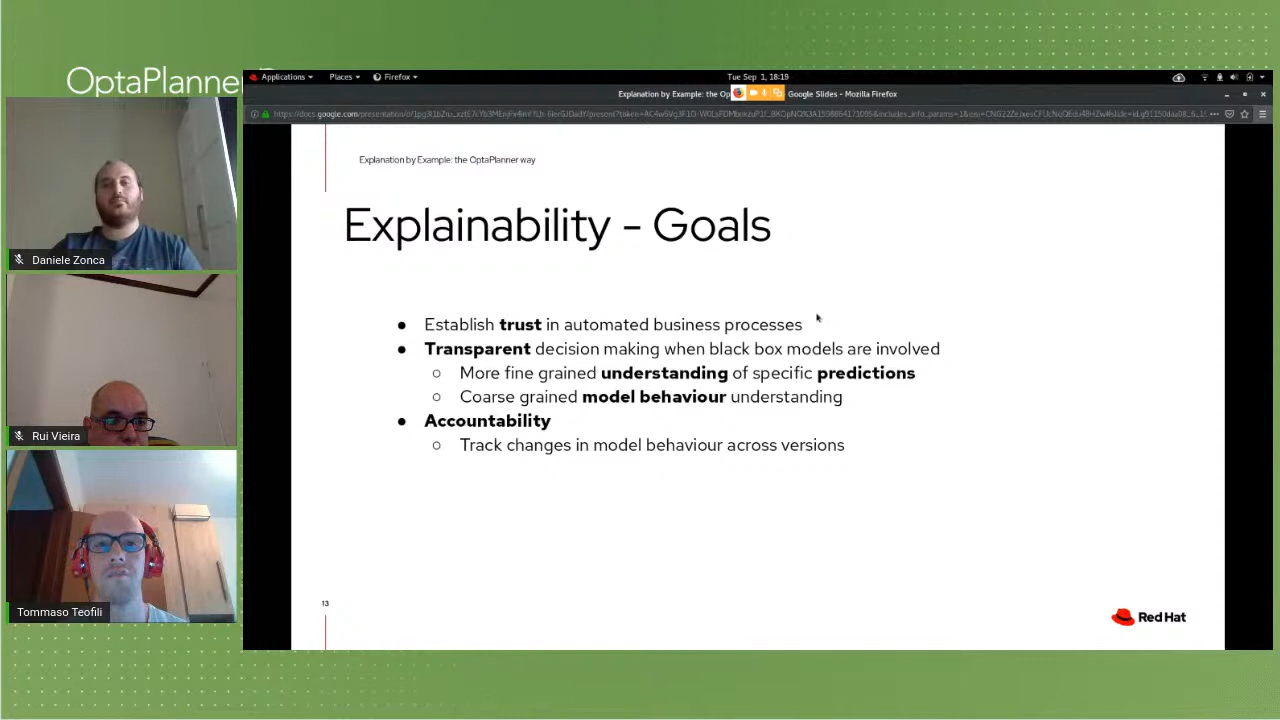 OptaPlanner
Applications
Places
Firefox
Tue Sep 1, 18:19
Explanation by Example: the Op
Google Slides - Mozilla Firefox
Explanation by Example: the OptaPlanner way
Explainability - Goals
● Establish trust in automated business processes
● Transparent decision making when black box models are involved
○ More fine grained understanding of specific predictions
○ Coarse grained model behaviour understanding
● Accountability
○ Track changes in model behaviour across versions
13
Red Hat
Daniele Zonca
Rui Vieira
Tommaso Teofili